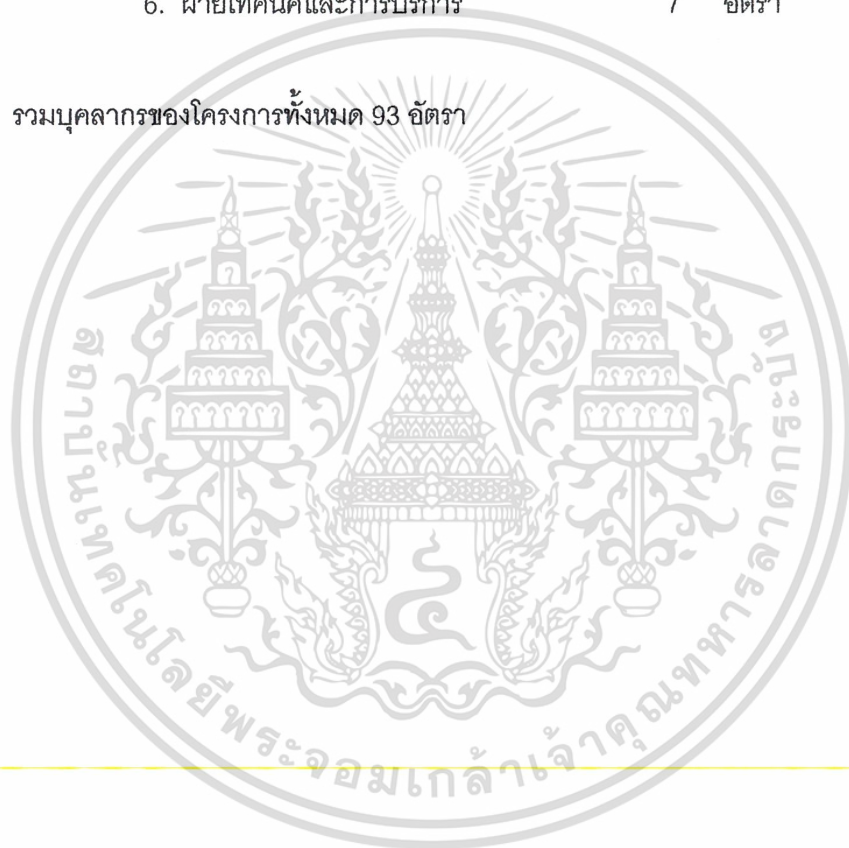 6. ฝ่ายเทคนิคและการบริการ 7 อัตรา
รวมบุคลากรของโครงการทั้งหมด 93 อัตรา
สถาบันเทคโนโลยีพระจอมเกล้าเจ้าคุณทหารลาดกระบัง